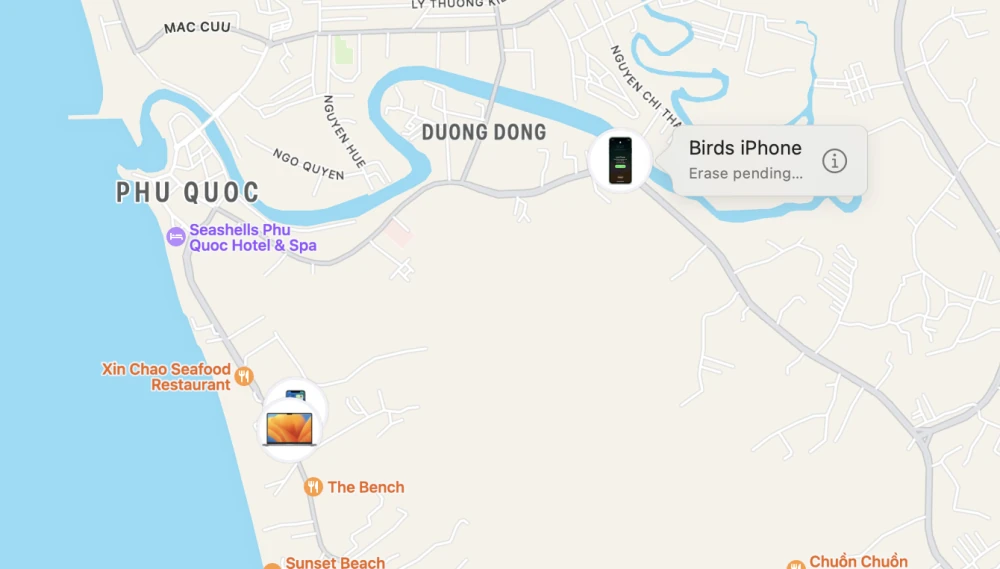 LY THUONG KIE
MAC CUU
NGUYEN CHI THA
NGUYEN HUE
DUONG DONG
NGO QUYEN
Birds iPhone
Erase pending...
PHU QUOC
Seashells Phu
Quoc Hotel & Spa
Xin Chao Seafood
Restaurant
The Bench
Sunset Beach
Chuồn Chuồn